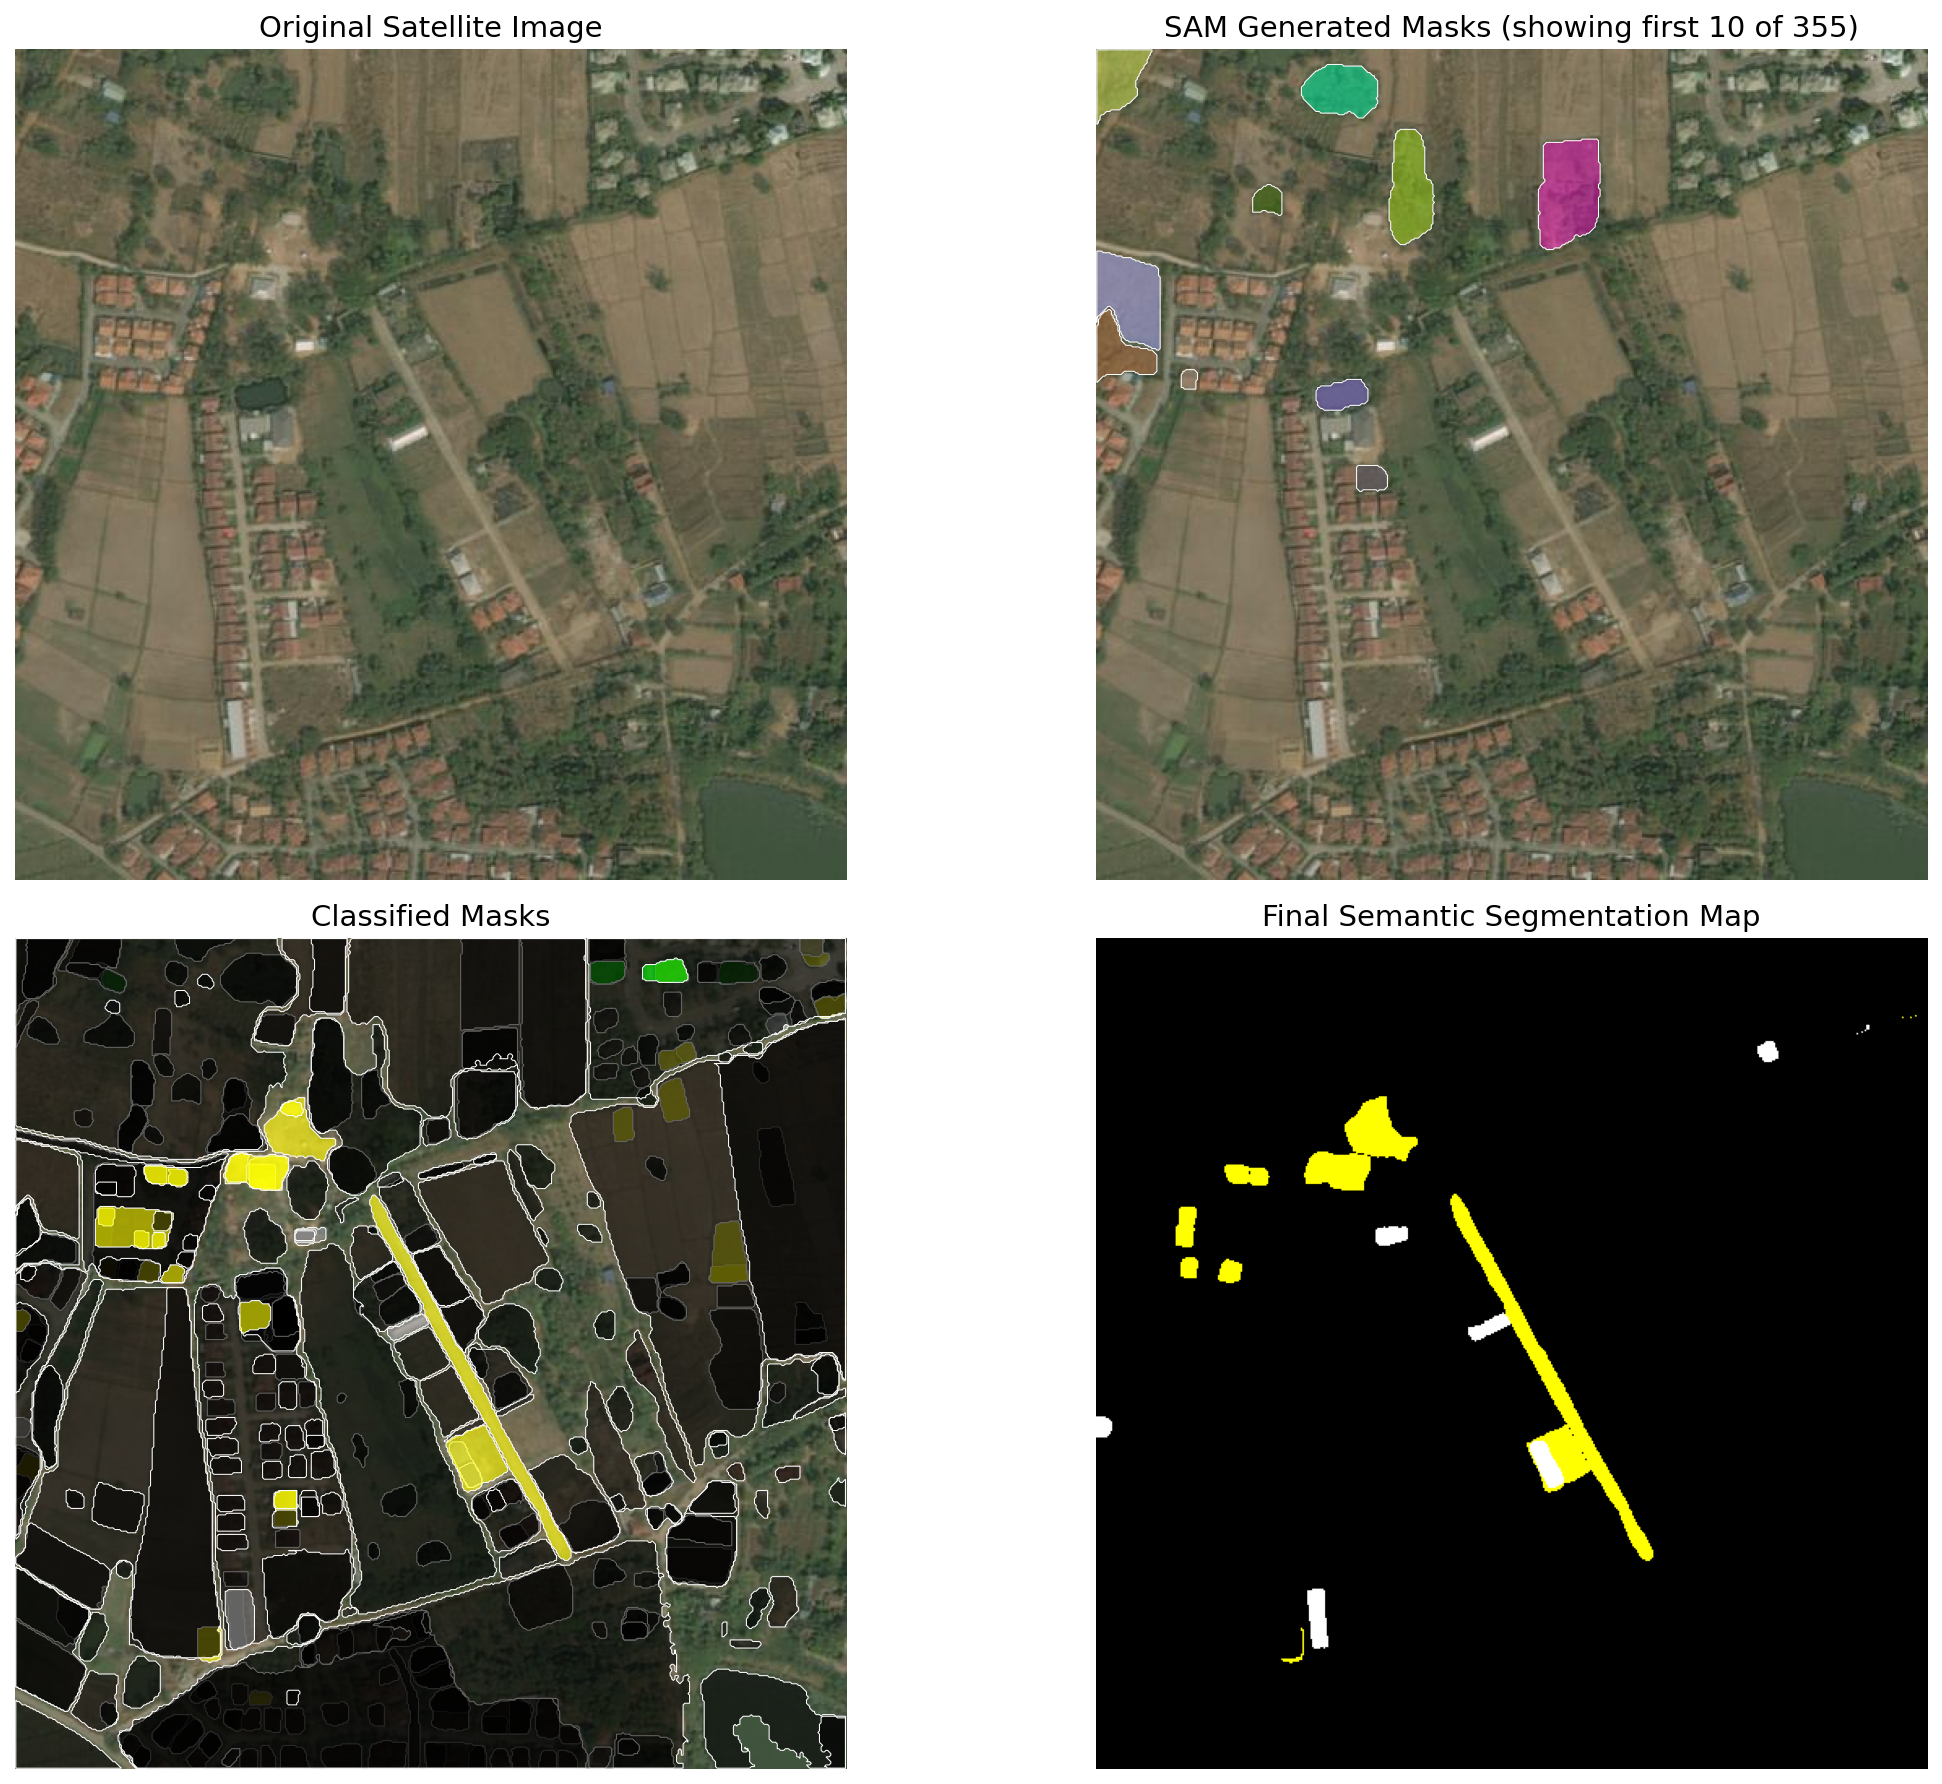 Original Satellite Image
SAM Generated Masks (showing first 10 of 355)
Classified Masks
Final Semantic Segmentation Map